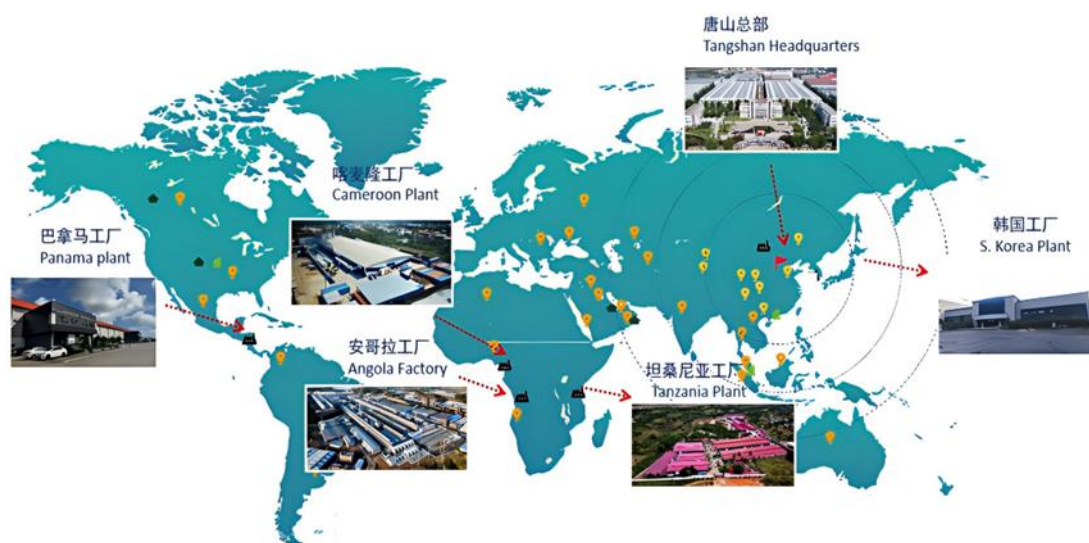 唐山总部
Tangshan Headquarters
喀麦隆工厂
Cameroon Plant
巴拿马工厂
Panama plant
韩国工厂
S. Korea Plant
安哥拉工厂
Angola Factory
坦桑尼亚工厂
Tanzania Plant